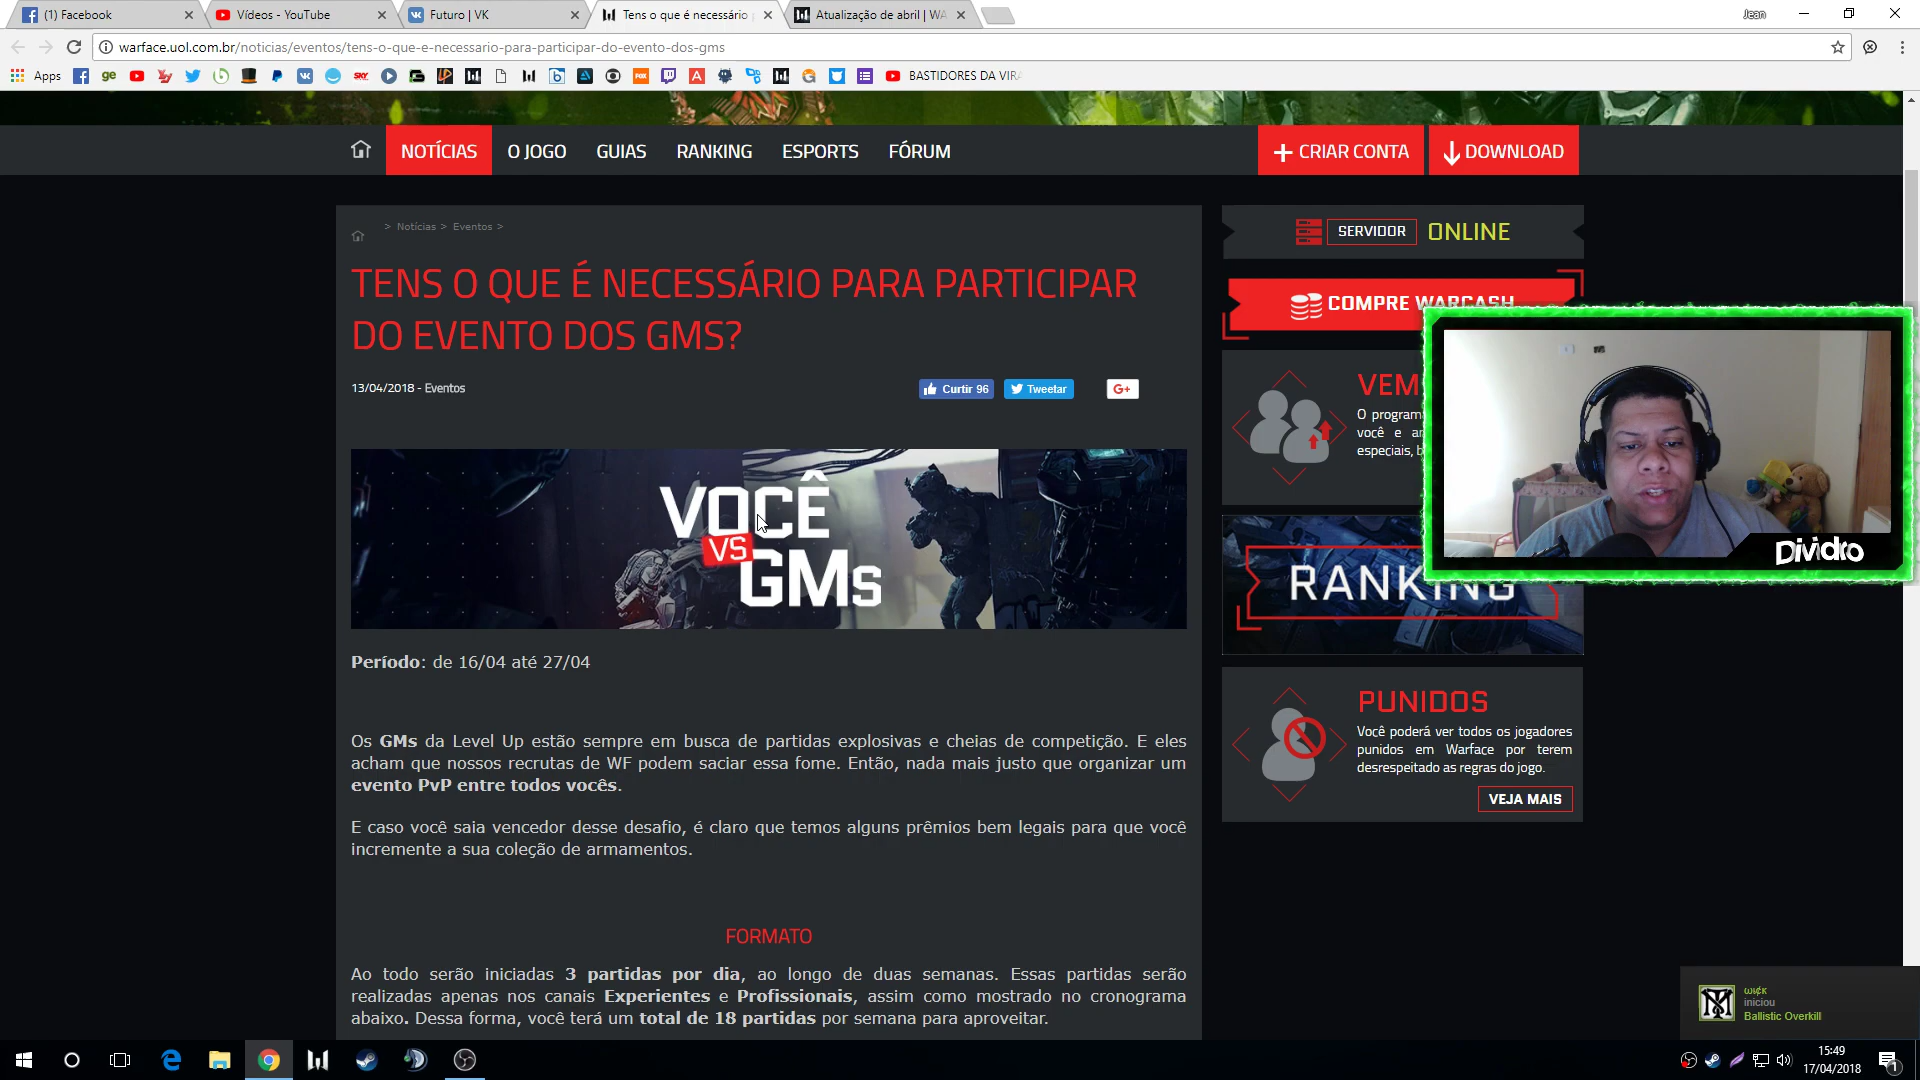 (1) Facebook
Vídeos - YouTube
Futuro | VK
Tens o que é necessário
Atualização de abril | WA
Jean
warface.uol.com.br/noticias/eventos/tens-o-que-e-necessario-para-participar-do-evento-dos-gms
Apps
BASTIDORES DA VIR
NOTÍCIAS
O JOGO
GUIAS
RANKING
ESPORTS
FÓRUM
CRIAR CONTA
DOWNLOAD
> Notícias > Eventos >
TENS O QUE É NECESSÁRIO PARA PARTICIPAR
DO EVENTO DOS GMS?
13/04/2018 - Eventos
Curtir 96
Tweetar
G+
VOCÊ
VS
GMs
Período: de 16/04 até 27/04
Os GMs da Level Up estão sempre em busca de partidas explosivas e cheias de competição. E eles
acham que nossos recrutas de WF podem saciar essa fome. Então, nada mais justo que organizar um
evento PvP entre todos vocês.
E caso você saia vencedor desse desafio, é claro que temos alguns prêmios bem legais para que você
incremente a sua coleção de armamentos.
FORMATO
Ao todo serão iniciadas 3 partidas por dia, ao longo de duas semanas. Essas partidas serão
realizadas apenas nos canais Experientes e Profissionais, assim como mostrado no cronograma
abaixo. Dessa forma, você terá um total de 18 partidas por semana para aproveitar.
SERVIDOR
ONLINE
COMPRE WARCASH
VEM
O program
você e
especiais,
Dividro
RANKING
PUNIDOS
Você poderá ver todos os jogadores
punidos em Warface por terem
desrespeitado as regras do jogo.
VEJA MAIS
iniciou
Ballistic Overkill
15:49
17/04/2018
1